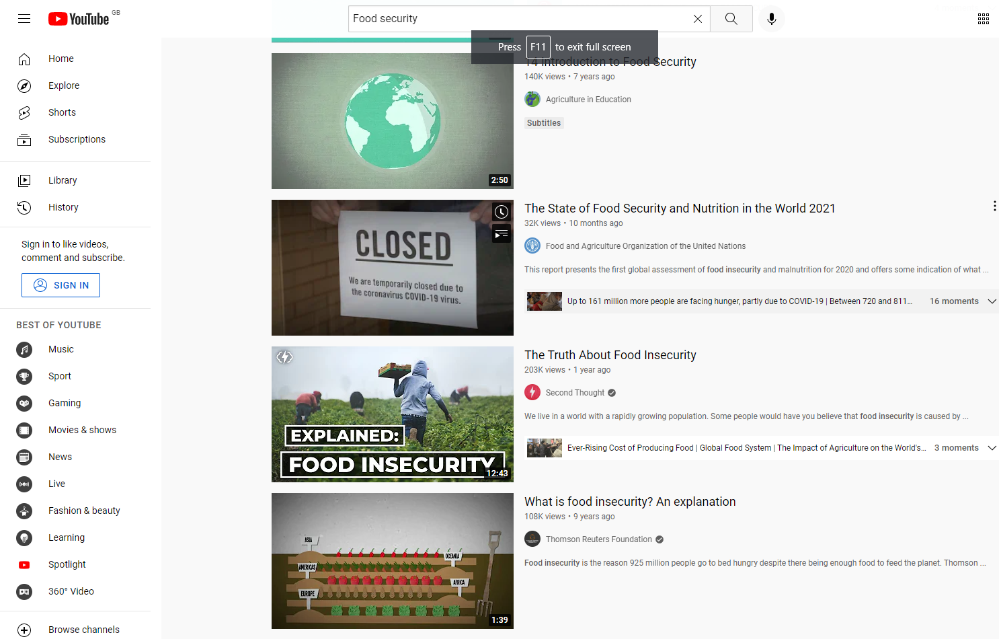 YouTube GB
Food security
Press F11 to exit full screen
Home
Explore
Shorts
Subscriptions
Library
History
Sign in to like videos,
comment and subscribe.
SIGN IN
BEST OF YOUTUBE
Music
Sport
Gaming
Movies & shows
News
Live
Fashion & beauty
Learning
Spotlight
360° Video
Browse channels
2:50
14 Introduction to Food Security
140K views • 7 years ago
Agriculture in Education
Subtitles
CLOSED
We are temporarily closed due to
the coronavirus COVID-19 virus.
The State of Food Security and Nutrition in the World 2021
32K views • 10 months ago
Food and Agriculture Organization of the United Nations
This report presents the first global assessment of food insecurity and malnutrition for 2020 and offers some indication of what ...
Up to 161 million more people are facing hunger, partly due to COVID-19 | Between 720 and 811... 16 moments
EXPLAINED:
FOOD INSECURITY
12:43
The Truth About Food Insecurity
203K views • 1 year ago
Second Thought
We live in a world with a rapidly growing population. Some people would have you believe that food insecurity is caused by ...
Ever-Rising Cost of Producing Food | Global Food System | The Impact of Agriculture on the World's... 3 moments
ASIA
OCEANIA
AMERICAS
AFRICA
EUROPE
1:39
What is food insecurity? An explanation
108K views • 9 years ago
Thomson Reuters Foundation
Food insecurity is the reason 925 million people go to bed hungry despite there being enough food to feed the planet. Thomson ...